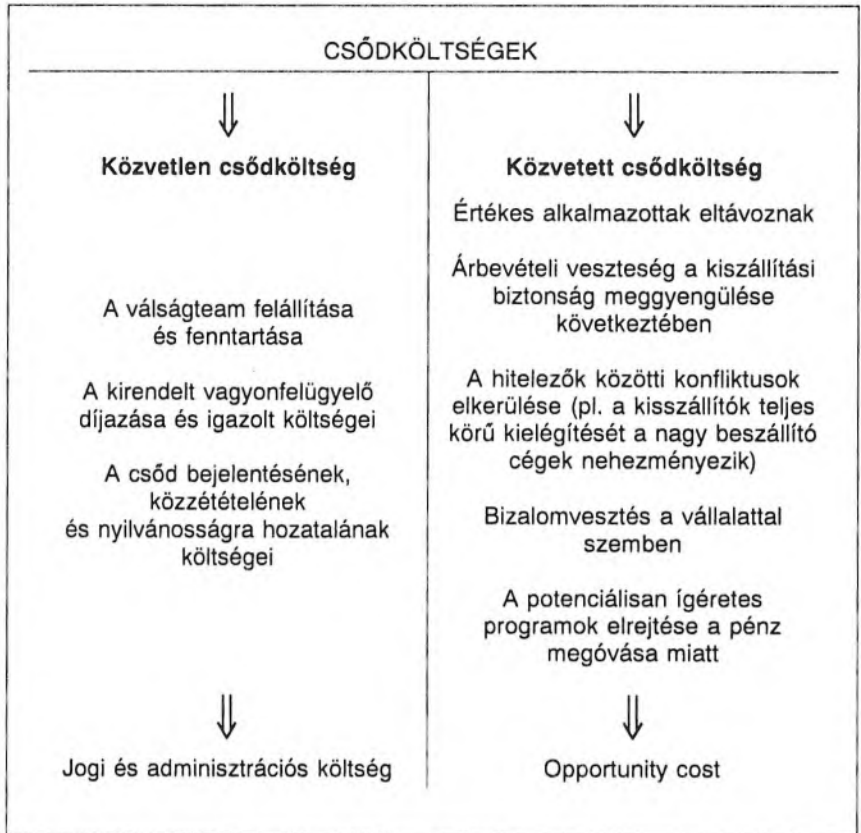 CSŐDKÖLTSÉGEK
Közvetlen csődköltség
A válságteam felállítása
és fenntartása
A kirendelt vagyonfelügyelő
díjazása és igazolt költségei
A csőd bejelentésének,
közzétételének
és nyilvánosságra hozatalának
költségei
Jogi és adminisztrációs költség
Közvetett csődköltség
Értékes alkalmazottak eltávoznak
Árbevételi veszteség a kiszállítási
biztonság meggyengülése
következtében
A hitelezők közötti konfliktusok
elkerülése (pl. a kisszállítók teljes
körű kielégítését a nagy beszállító
cégek nehezményezik)
Bizalomvesztés a vállalattal
szemben
A potenciálisan ígéretes
programok elrejtése a pénz
megóvása miatt
Opportunity cost